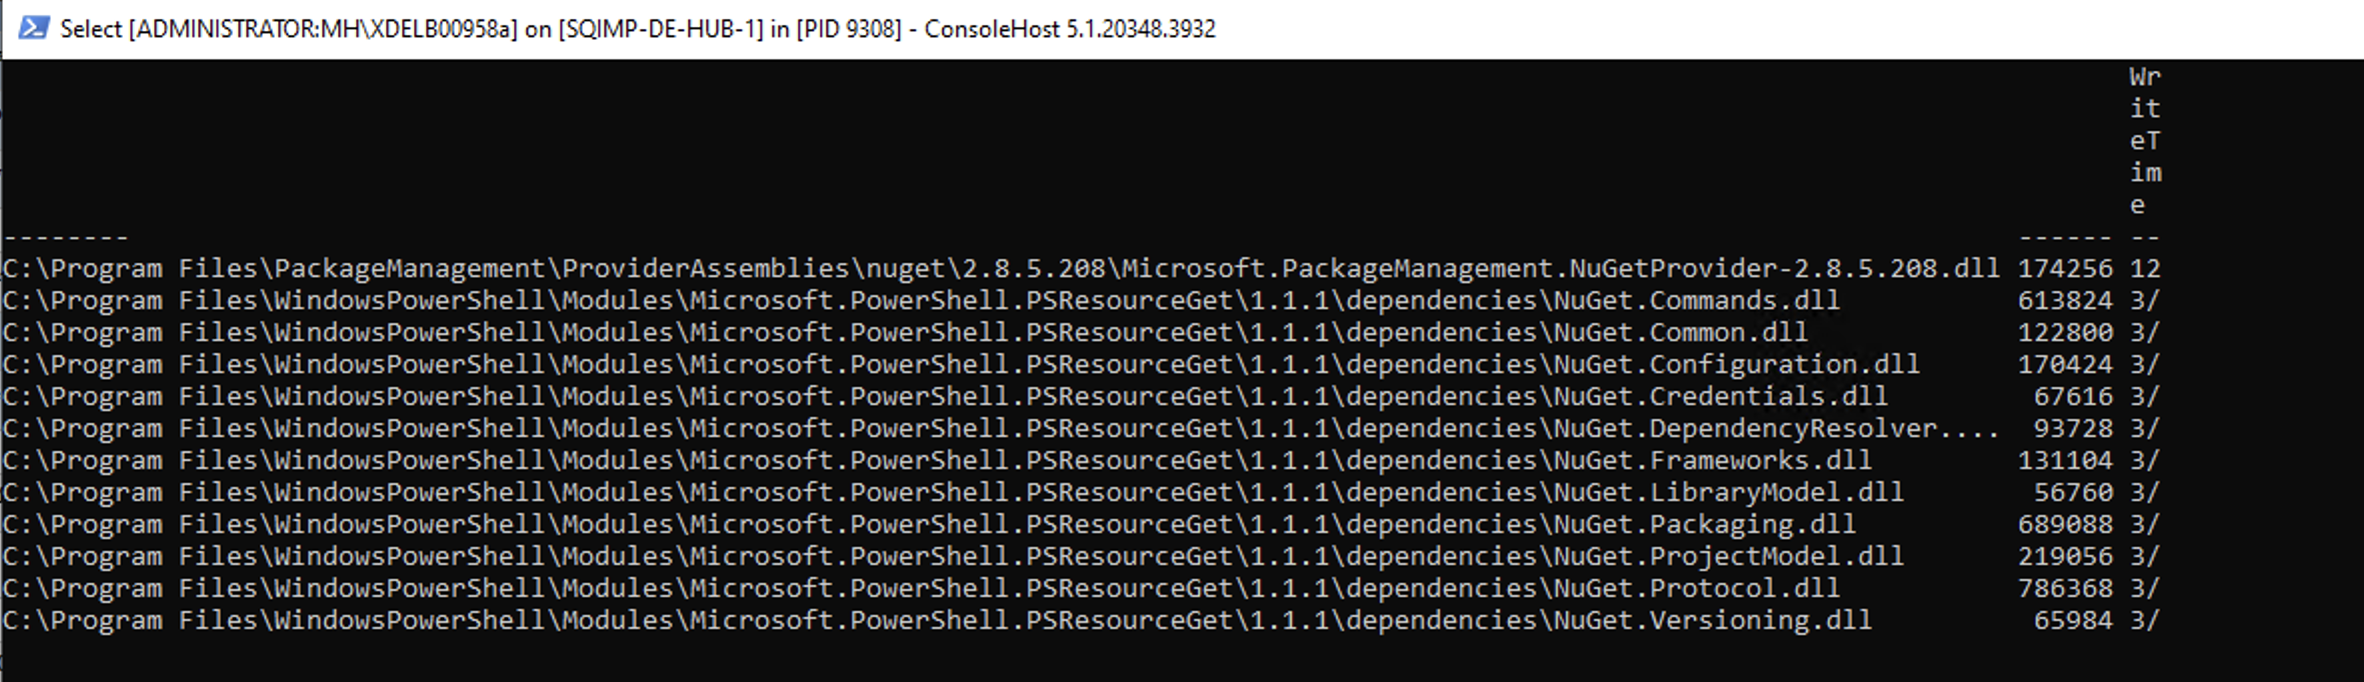 Select [ADMINISTRATOR:MH\XDELB00958a] on [SQIMP-DE-HUB-1] in [PID 9308] - ConsoleHost 5.1.20348.3932
Wr
it
eT
im
e
-------- ------ --
C:\Program Files\PackageManagement\ProviderAssemblies\nuget\2.8.5.208\Microsoft.PackageManagement.NuGetProvider-2.8.5.208.dll 174256 12
C:\Program Files\WindowsPowerShell\Modules\Microsoft.PowerShell.PSResourceGet\1.1.1\dependencies\NuGet.Commands.dll 613824 3/
C:\Program Files\WindowsPowerShell\Modules\Microsoft.PowerShell.PSResourceGet\1.1.1\dependencies\NuGet.Common.dll 122800 3/
C:\Program Files\WindowsPowerShell\Modules\Microsoft.PowerShell.PSResourceGet\1.1.1\dependencies\NuGet.Configuration.dll 170424 3/
C:\Program Files\WindowsPowerShell\Modules\Microsoft.PowerShell.PSResourceGet\1.1.1\dependencies\NuGet.Credentials.dll 67616 3/
C:\Program Files\WindowsPowerShell\Modules\Microsoft.PowerShell.PSResourceGet\1.1.1\dependencies\NuGet.DependencyResolver.... 93728 3/
C:\Program Files\WindowsPowerShell\Modules\Microsoft.PowerShell.PSResourceGet\1.1.1\dependencies\NuGet.Frameworks.dll 131104 3/
C:\Program Files\WindowsPowerShell\Modules\Microsoft.PowerShell.PSResourceGet\1.1.1\dependencies\NuGet.LibraryModel.dll 56760 3/
C:\Program Files\WindowsPowerShell\Modules\Microsoft.PowerShell.PSResourceGet\1.1.1\dependencies\NuGet.Packaging.dll 689088 3/
C:\Program Files\WindowsPowerShell\Modules\Microsoft.PowerShell.PSResourceGet\1.1.1\dependencies\NuGet.ProjectModel.dll 219056 3/
C:\Program Files\WindowsPowerShell\Modules\Microsoft.PowerShell.PSResourceGet\1.1.1\dependencies\NuGet.Protocol.dll 786368 3/
C:\Program Files\WindowsPowerShell\Modules\Microsoft.PowerShell.PSResourceGet\1.1.1\dependencies\NuGet.Versioning.dll 65984 3/